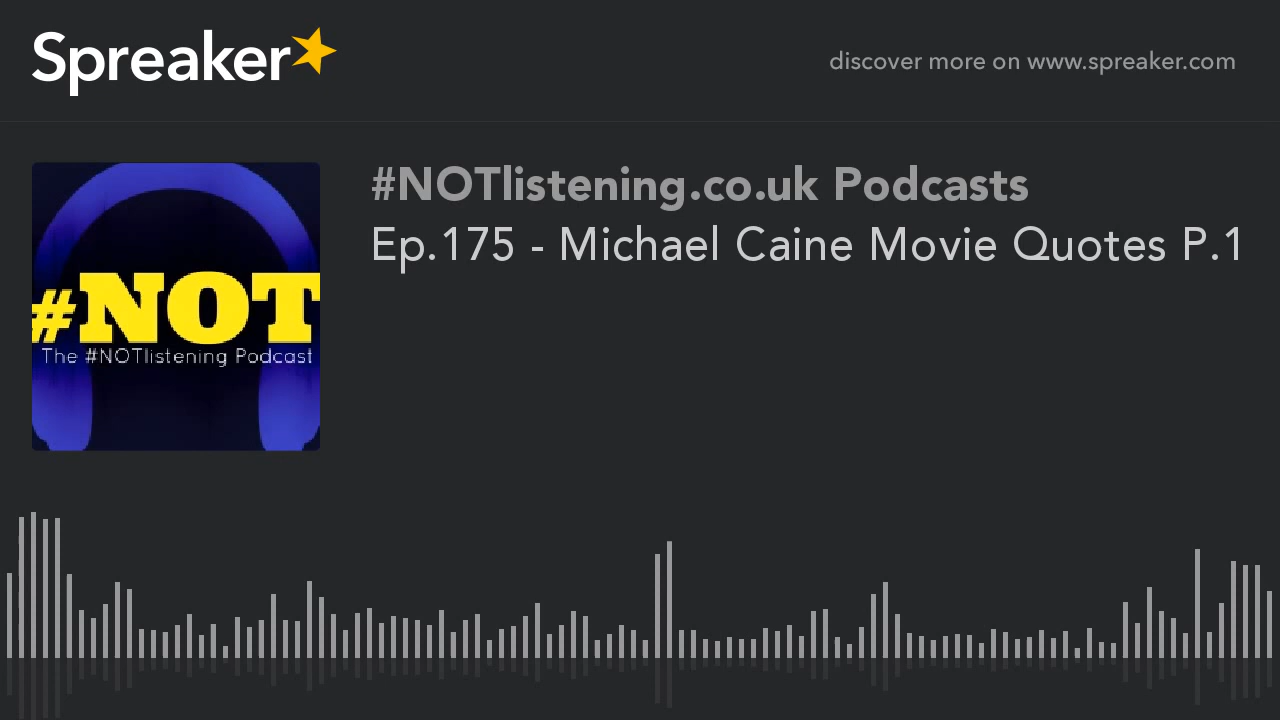 Spreaker
discover more on www.spreaker.com
#NOTlistening.co.uk Podcasts
Ep.175 - Michael Caine Movie Quotes P.1
#NOT
The #NOTlistening Podcast